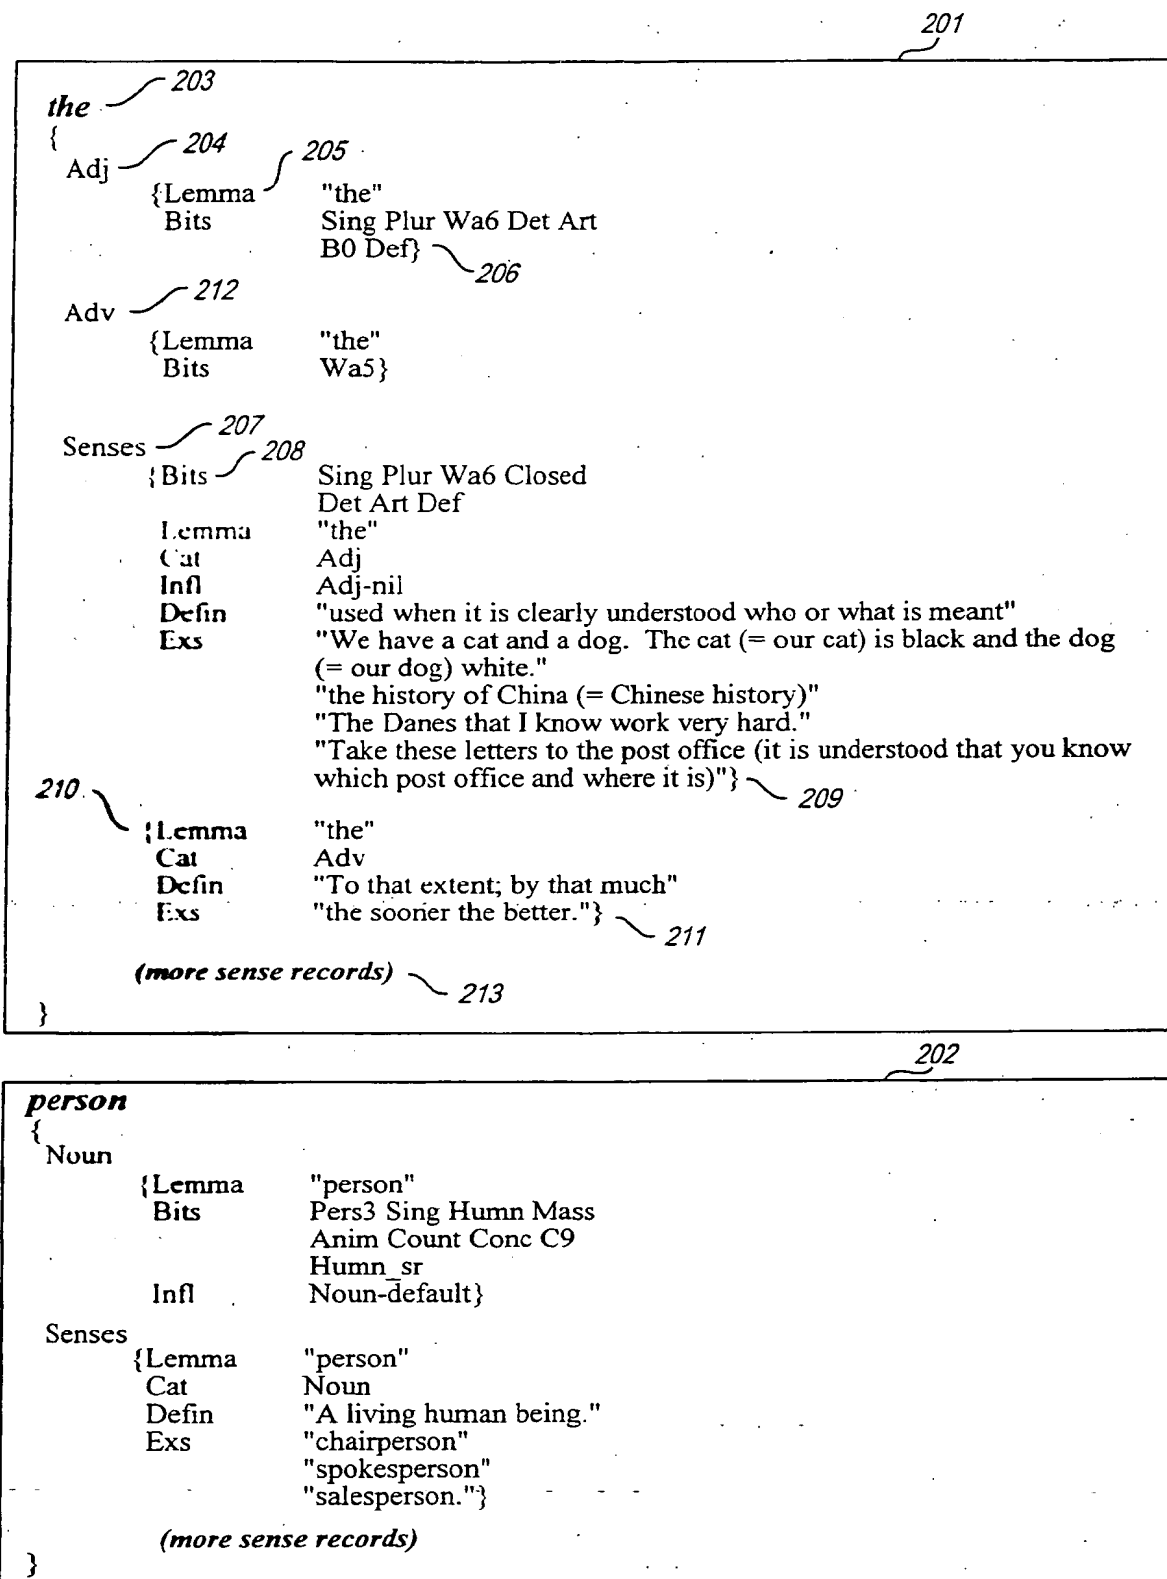 201
203
the
{
204
Adj
205
{Lemma "the"
Bits Sing Plur Wa6 Det Art
B0 Def}
206
212
Adv
{Lemma "the"
Bits Wa5}
207
Senses
208
{Bits Sing Plur Wa6 Closed
Det Art Def
Lemma "the"
Cat Adj
Infl Adj-nil
Defin "used when it is clearly understood who or what is meant"
Exs "We have a cat and a dog. The cat (= our cat) is black and the dog
(= our dog) white."
"the history of China (= Chinese history)"
"The Danes that I know work very hard."
"Take these letters to the post office (it is understood that you know
which post office and where it is)"}
209
210
{Lemma "the"
Cat Adv
Defin "To that extent; by that much"
Exs "the sooner the better."}
211
(more sense records)
213
}
202
person
{
Noun
{Lemma "person"
Bits Pers3 Sing Humn Mass
Anim Count Conc C9
Humn_sr
Infl Noun-default}
Senses
{Lemma "person"
Cat Noun
Defin "A living human being."
Exs "chairperson"
"spokesperson"
"salesperson."}
(more sense records)
}